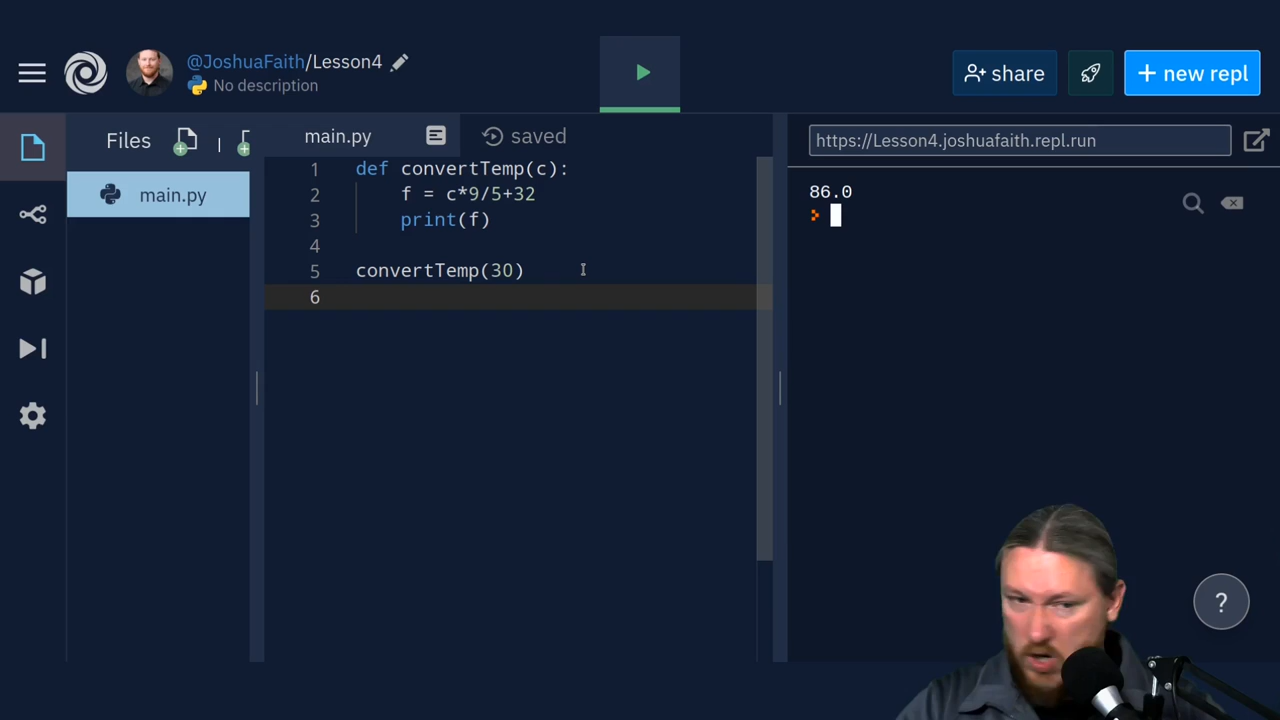 @JoshuaFaith/Lesson4
No description
share
+ new repl
Files
main.py
saved
https://Lesson4.joshuafaith.repl.run
main.py
1 def convertTemp(c):
2 f = c*9/5+32
3 print(f)
4
5 convertTemp(30)
6
86.0
?